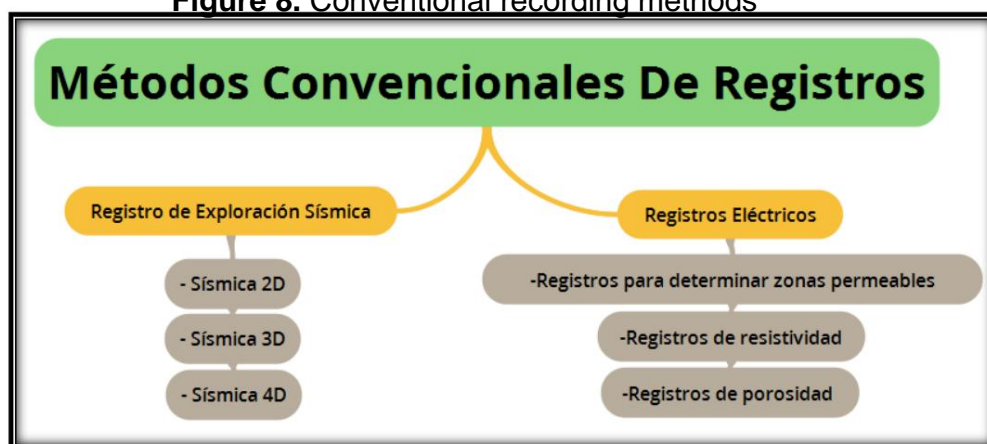 Figure 8. Conventional recording methods
Métodos Convencionales De Registros
Registro de Exploración Sísmica
- Sísmica 2D
- Sísmica 3D
- Sísmica 4D
Registros Eléctricos
-Registros para determinar zonas permeables
-Registros de resistividad
-Registros de porosidad